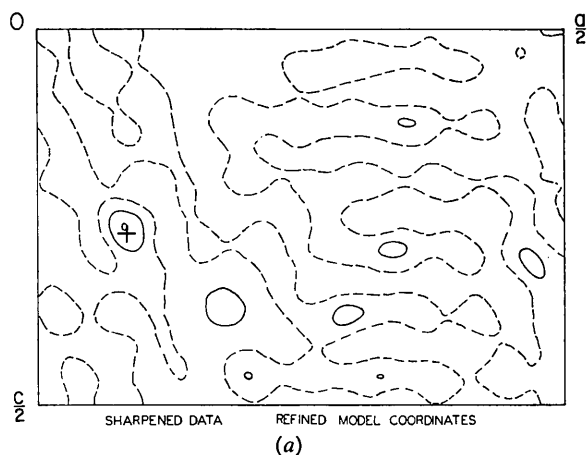 O
a/2
c/2
SHARPENED DATA REFINED MODEL COORDINATES
(a)